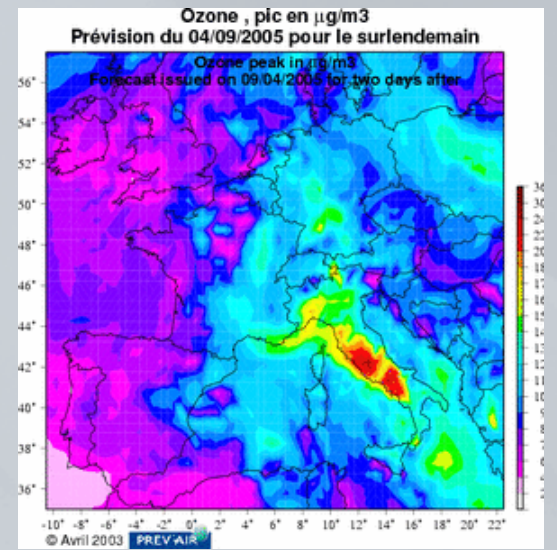 Ozone , pic en µg/m3
Prévision du 04/09/2005 pour le surlendemain
Ozone peak in µg/m3
Forecast issued on 09/04/2005 for two days after
56°
54°
52°
50°
48°
46°
44°
42°
40°
38°
36°
-10° -8° -6° -4° -2° 0° 2° 4° 6° 8° 10° 12° 14° 16° 18° 20° 22°
© Avril 2003 PREV'AIR